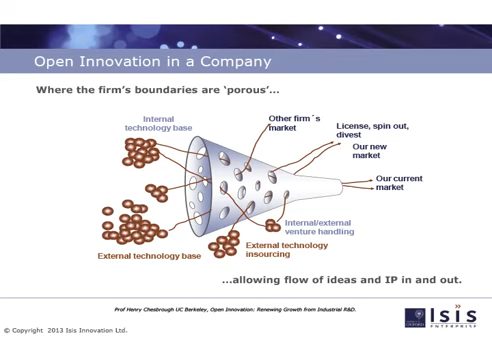 Open Innovation in a Company
Where the firm's boundaries are 'porous'...
Internal
technology base
Other firm´s
market
License, spin out,
divest
Our new
market
Our current
market
Internal/external
venture handling
External technology
insourcing
External technology base
...allowing flow of ideas and IP in and out.
Prof Henry Chesbrough UC Berkeley, Open Innovation: Renewing Growth from Industrial R&D.
Isis
ENTERPRISE
© Copyright 2013 Isis Innovation Ltd.